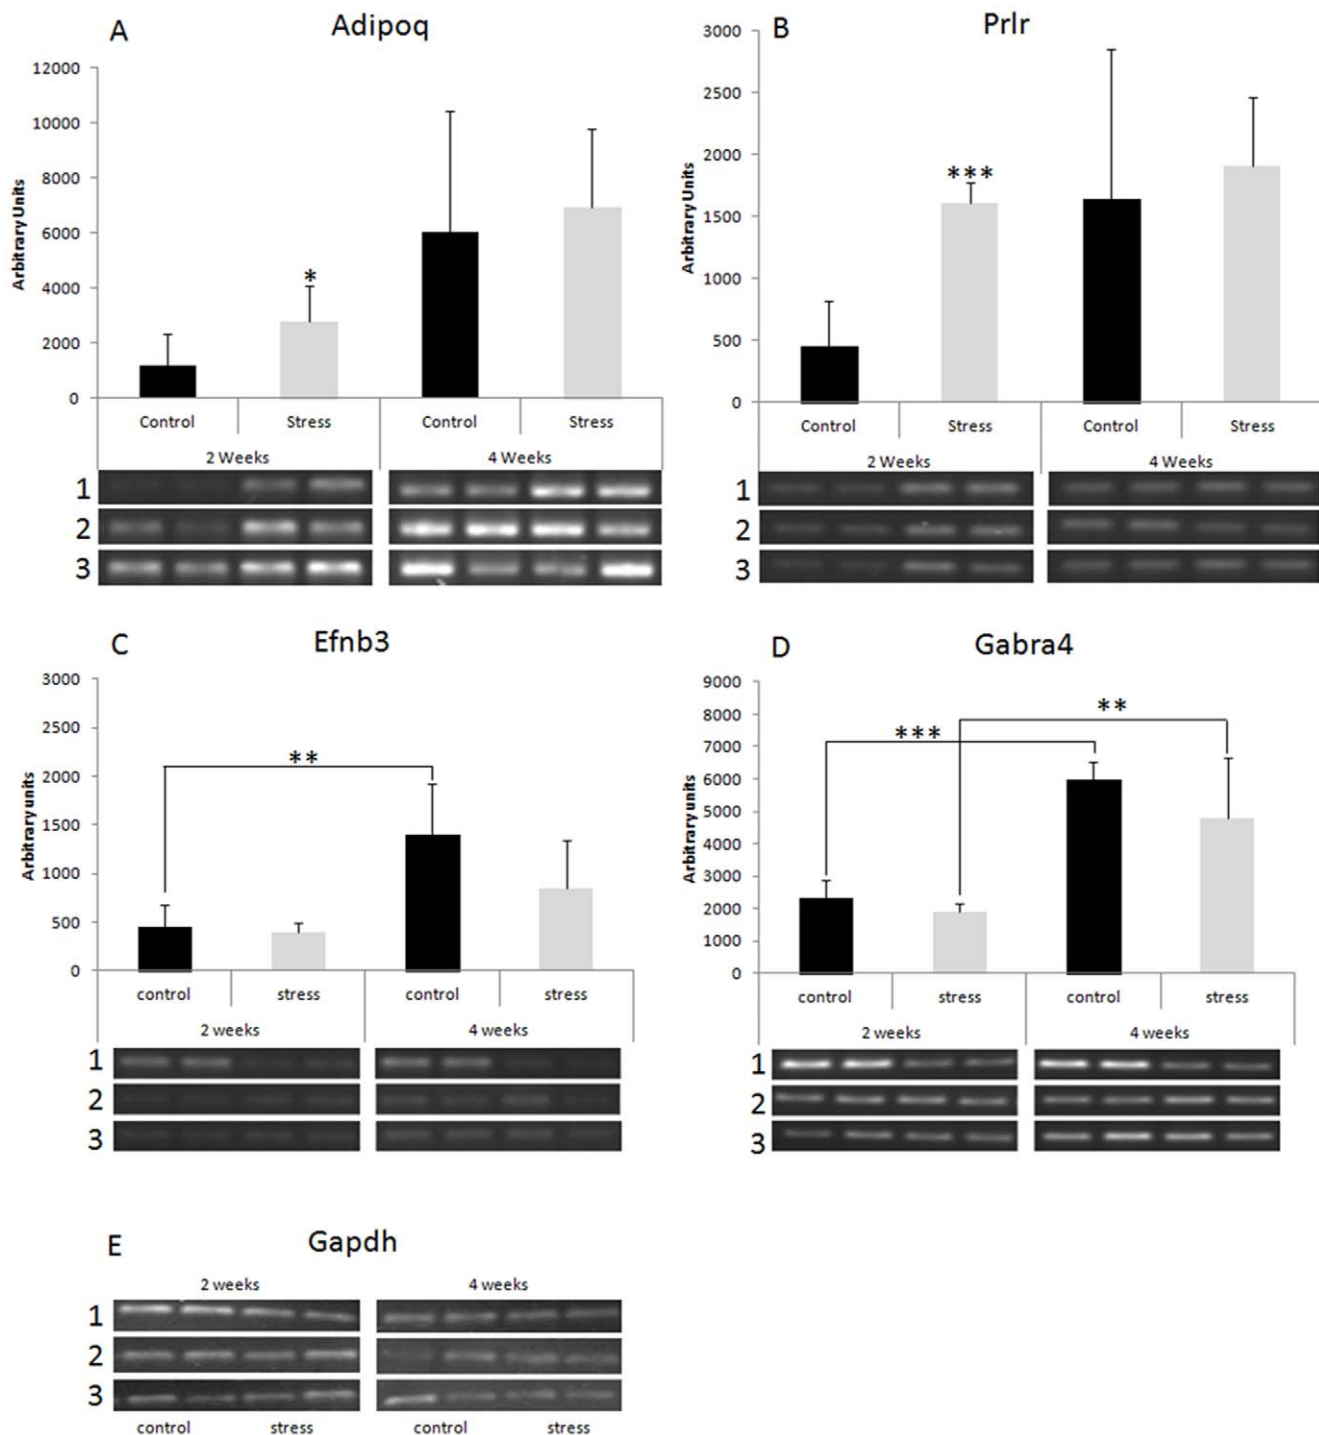 A Adipoq
12000
10000
8000
6000
4000
2000
0
Arbitrary Units
*
Control Stress Control Stress
2 Weeks 4 Weeks
1
2
3
B Prlr
3000
2500
2000
1500
1000
500
0
Arbitrary Units
***
Control Stress Control Stress
2 Weeks 4 Weeks
1
2
3
C Efnb3
3000
2500
2000
1500
1000
500
0
Arbitrary units
**
control stress control stress
2 weeks 4 weeks
1
2
3
D Gabra4
9000
8000
7000
6000
5000
4000
3000
2000
1000
0
Arbitrary units
*** **
control stress control stress
2 weeks 4 weeks
1
2
3
E Gapdh
2 weeks 4 weeks
1
2
3
control stress control stress